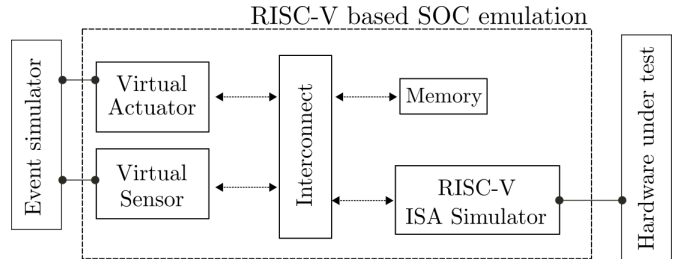 RISC-V based SOC emulation
Event simulator
Virtual
Actuator
Virtual
Sensor
Interconnect
Memory
RISC-V
ISA Simulator
Hardware under test